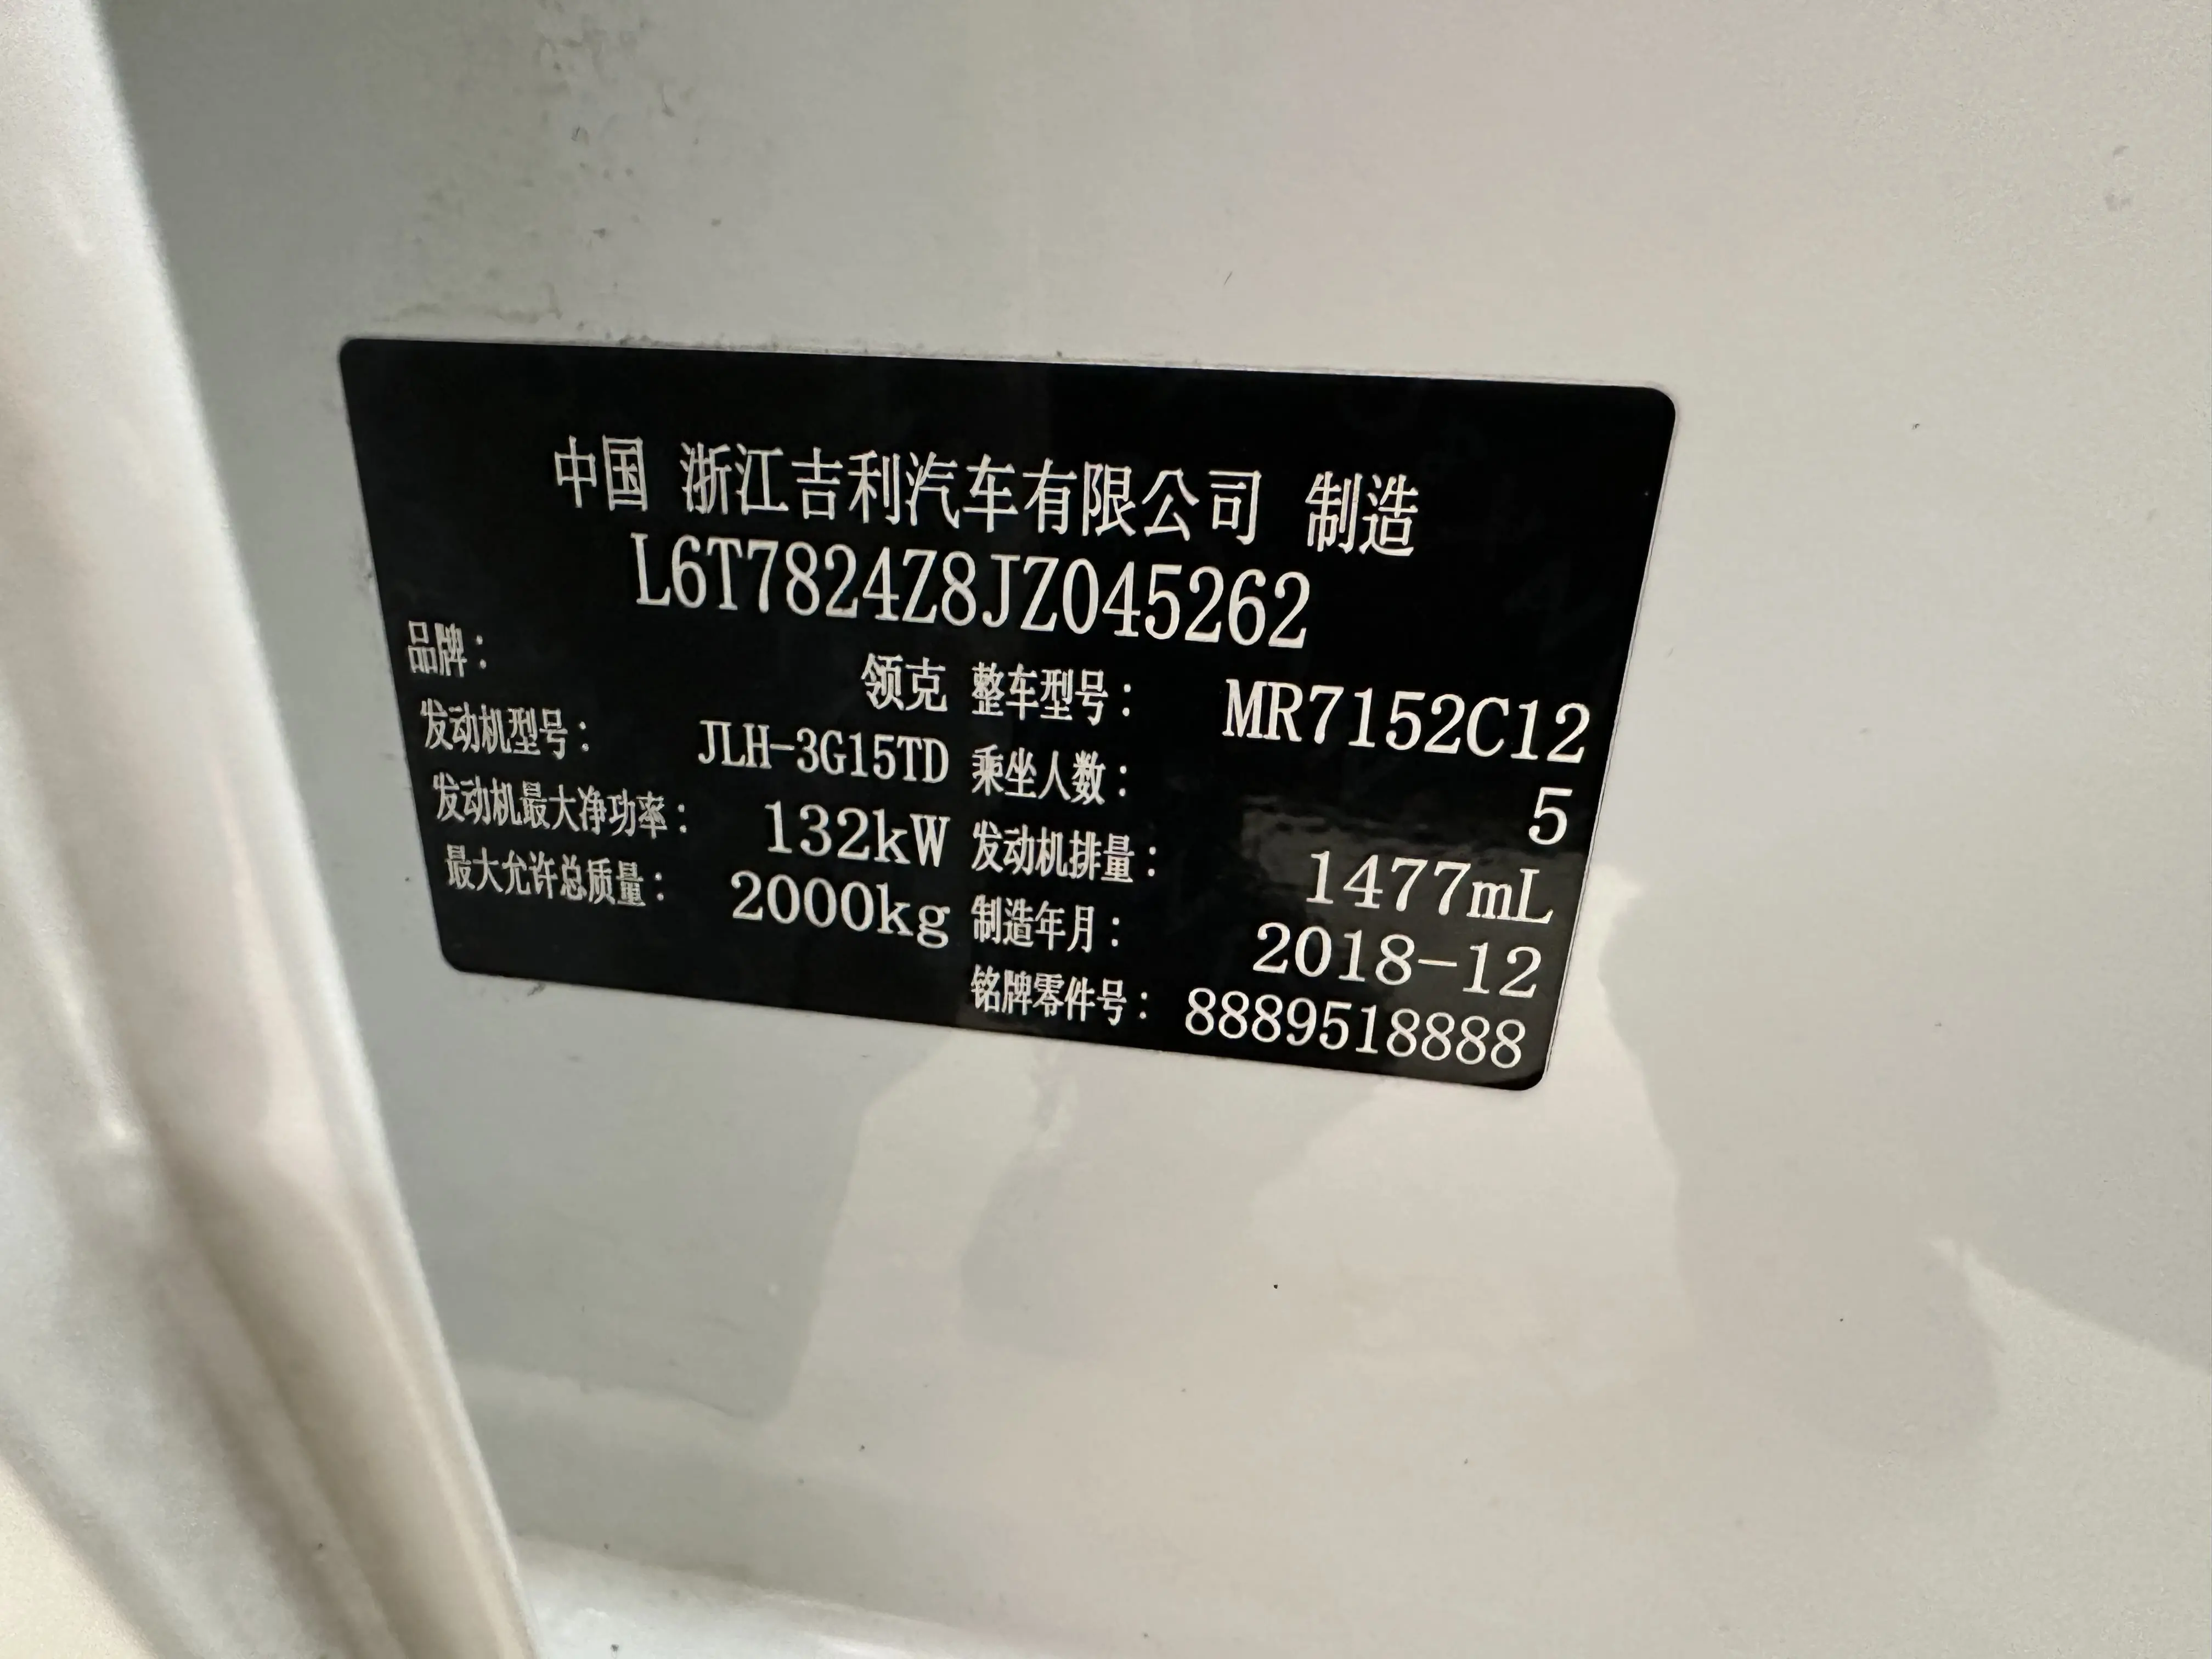 中国 浙江吉利汽车有限公司 制造
L6T7824Z8JZ045262
品牌： 领克 整车型号： MR7152C12
发动机型号： JLH-3G15TD 乘坐人数： 5
发动机最大净功率： 132kW 发动机排量： 1477mL
最大允许总质量： 2000kg 制造年月： 2018-12
铭牌零件号： 8889518888